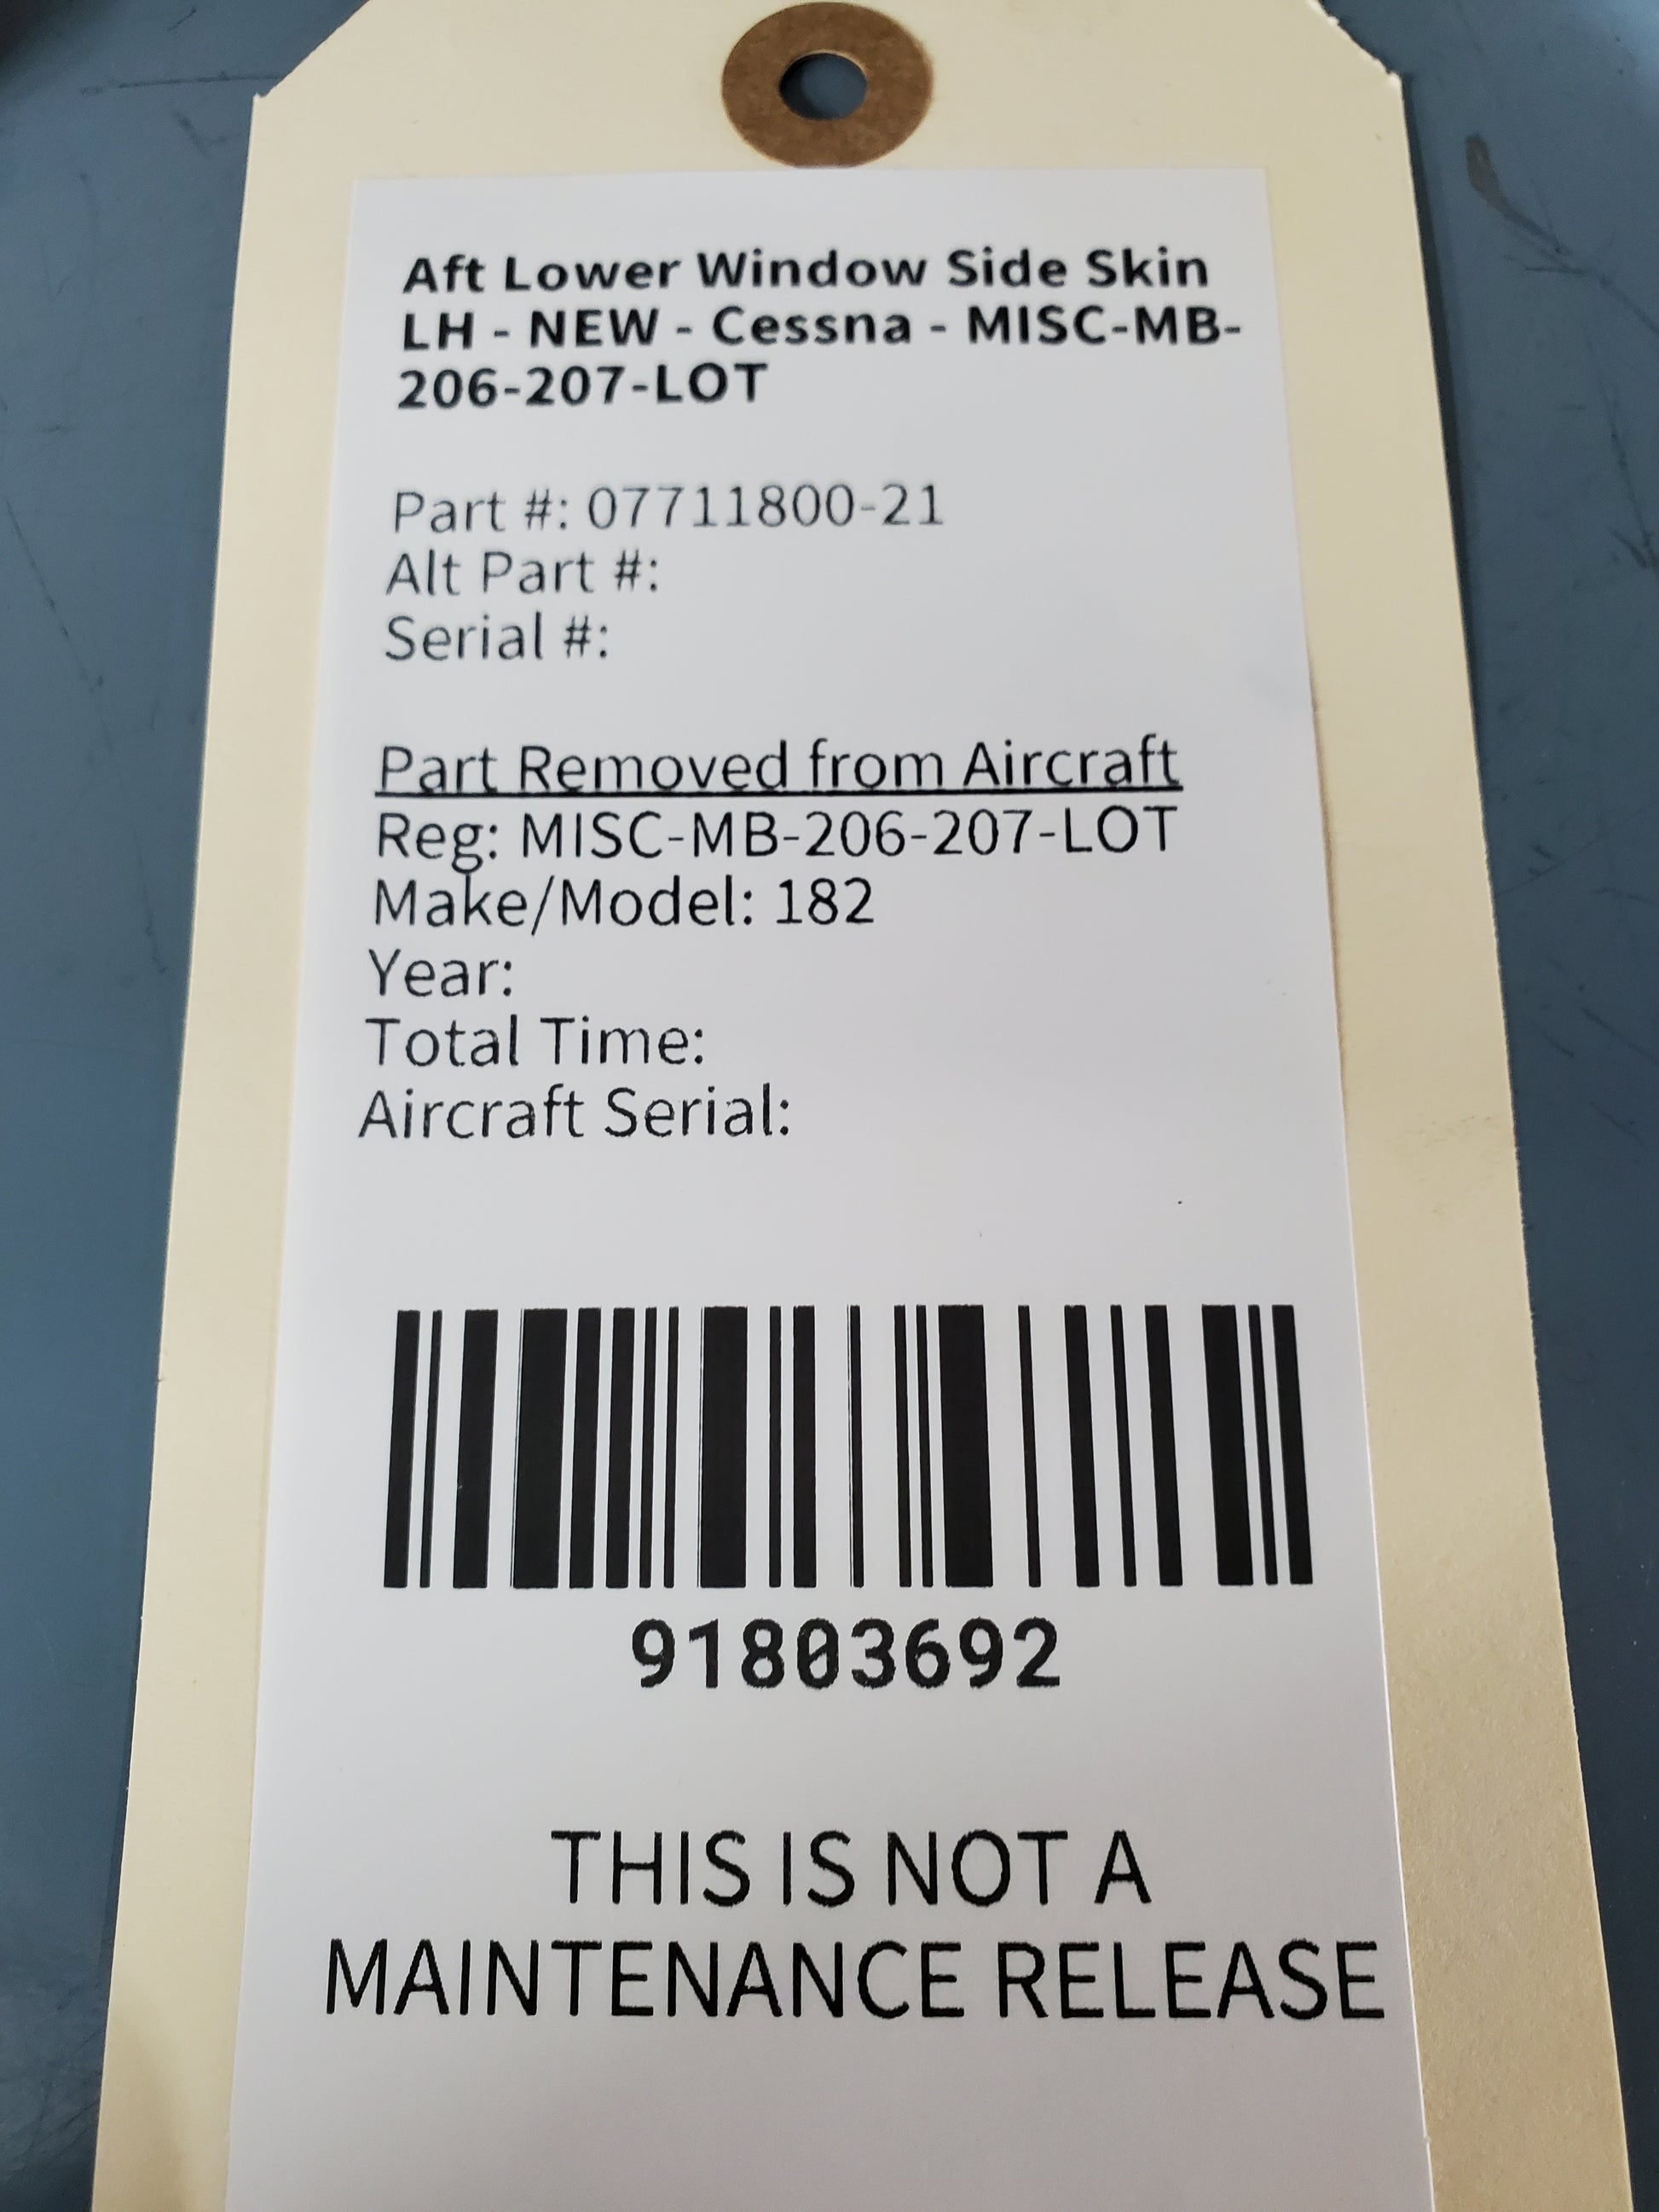 Aft Lower Window Side Skin
LH - NEW - Cessna - MISC-MB-
206-207-LOT
Part #: 07711800-21
Alt Part #:
Serial #:
Part Removed from Aircraft
Reg: MISC-MB-206-207-LOT
Make/Model: 182
Year:
Total Time:
Aircraft Serial:
91803692
THIS IS NOT A
MAINTENANCE RELEASE